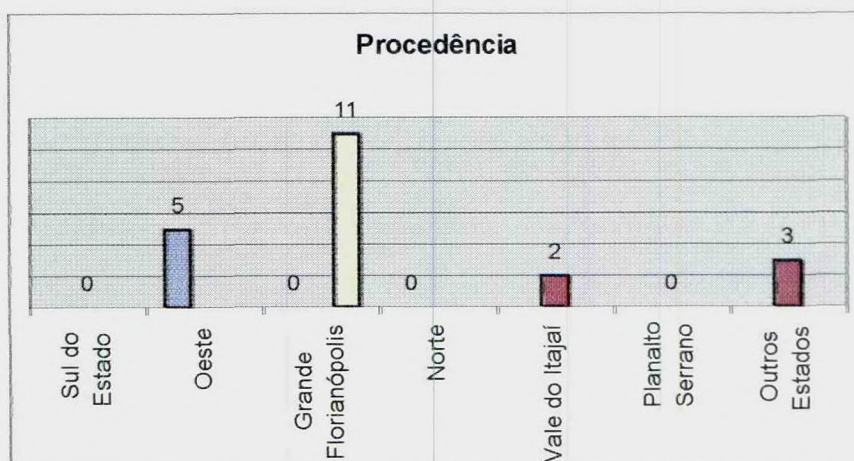 Procedência
11
5
3
2
0
0
0
0
Sul do
Estado
Oeste
Grande
Florianópolis
Norte
Vale do Itajaí
Planalto
Serrano
Outros
Estados